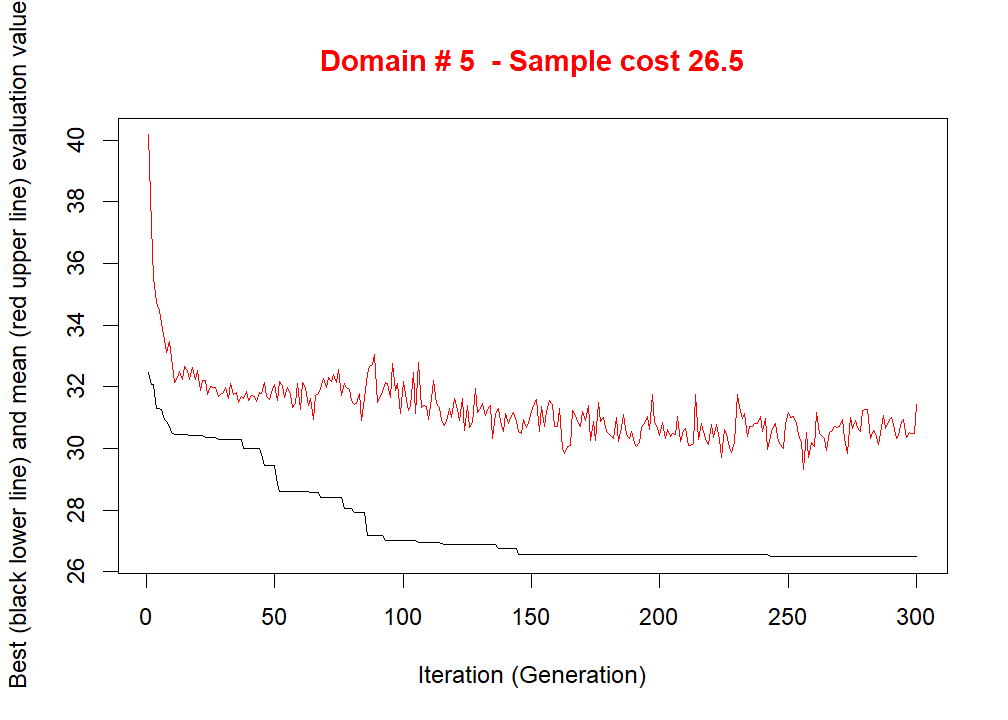 Domain # 5 - Sample cost 26.5
Best (black lower line) and mean (red upper line) evaluation value
40
38
36
34
32
30
28
26
0 50 100 150 200 250 300
Iteration (Generation)